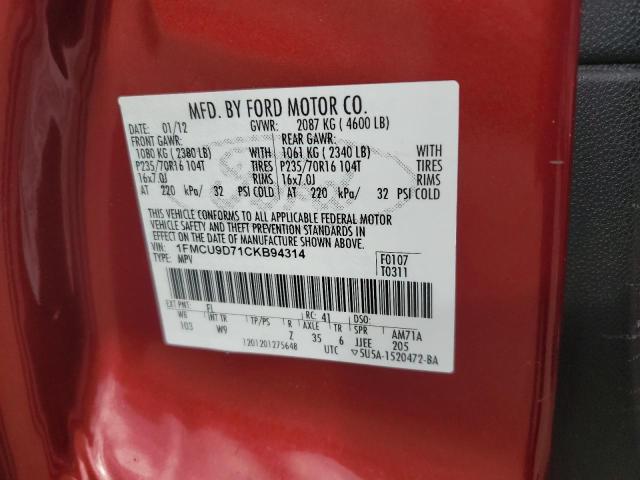 MFD. BY FORD MOTOR CO.
DATE: 01/12 GVWR: 2087 KG ( 4600 LB)
FRONT GAWR: REAR GAWR:
1080 KG ( 2380 LB) WITH 1061 KG ( 2340 LB) WITH
P235/70R16 104T TIRES P235/70R16 104T TIRES
16x7.0J RIMS 16x7.0J RIMS
AT 220 kPa/ 32 PSI COLD AT 220 kPa/ 32 PSI COLD
THIS VEHICLE CONFORMS TO ALL APPLICABLE FEDERAL MOTOR
VEHICLE SAFETY AND THEFT PREVENTION STANDARDS IN
EFFECT ON THE DATE OF MANUFACTURE SHOWN ABOVE.
VIN: 1FMCU9D71CKB94314 F0107
TYPE: MPV T0311
EXT PNT: EL RC: 41 DSO:
WB INT TR TP/PS R AXLE TR SPR AM71A
103 W9 Z 35 6 JJEE 205
1201201275648 UTC 5U5A-1520472-BA